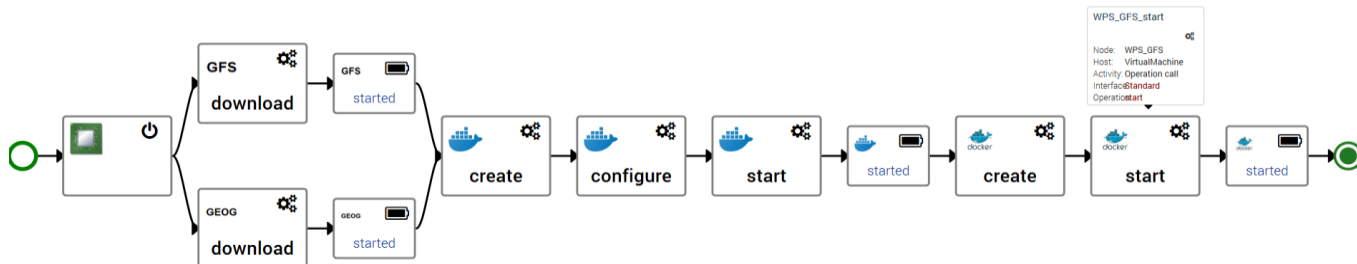 WPS_GFS_start
Node: WPS_GFS
Host: VirtualMachine
Activity: Operation call
Interface Standard
Operation start
GFS
download
GFS
started
create
configure
start
started
docker
create
docker
start
docker
started
GEOG
download
GEOG
started